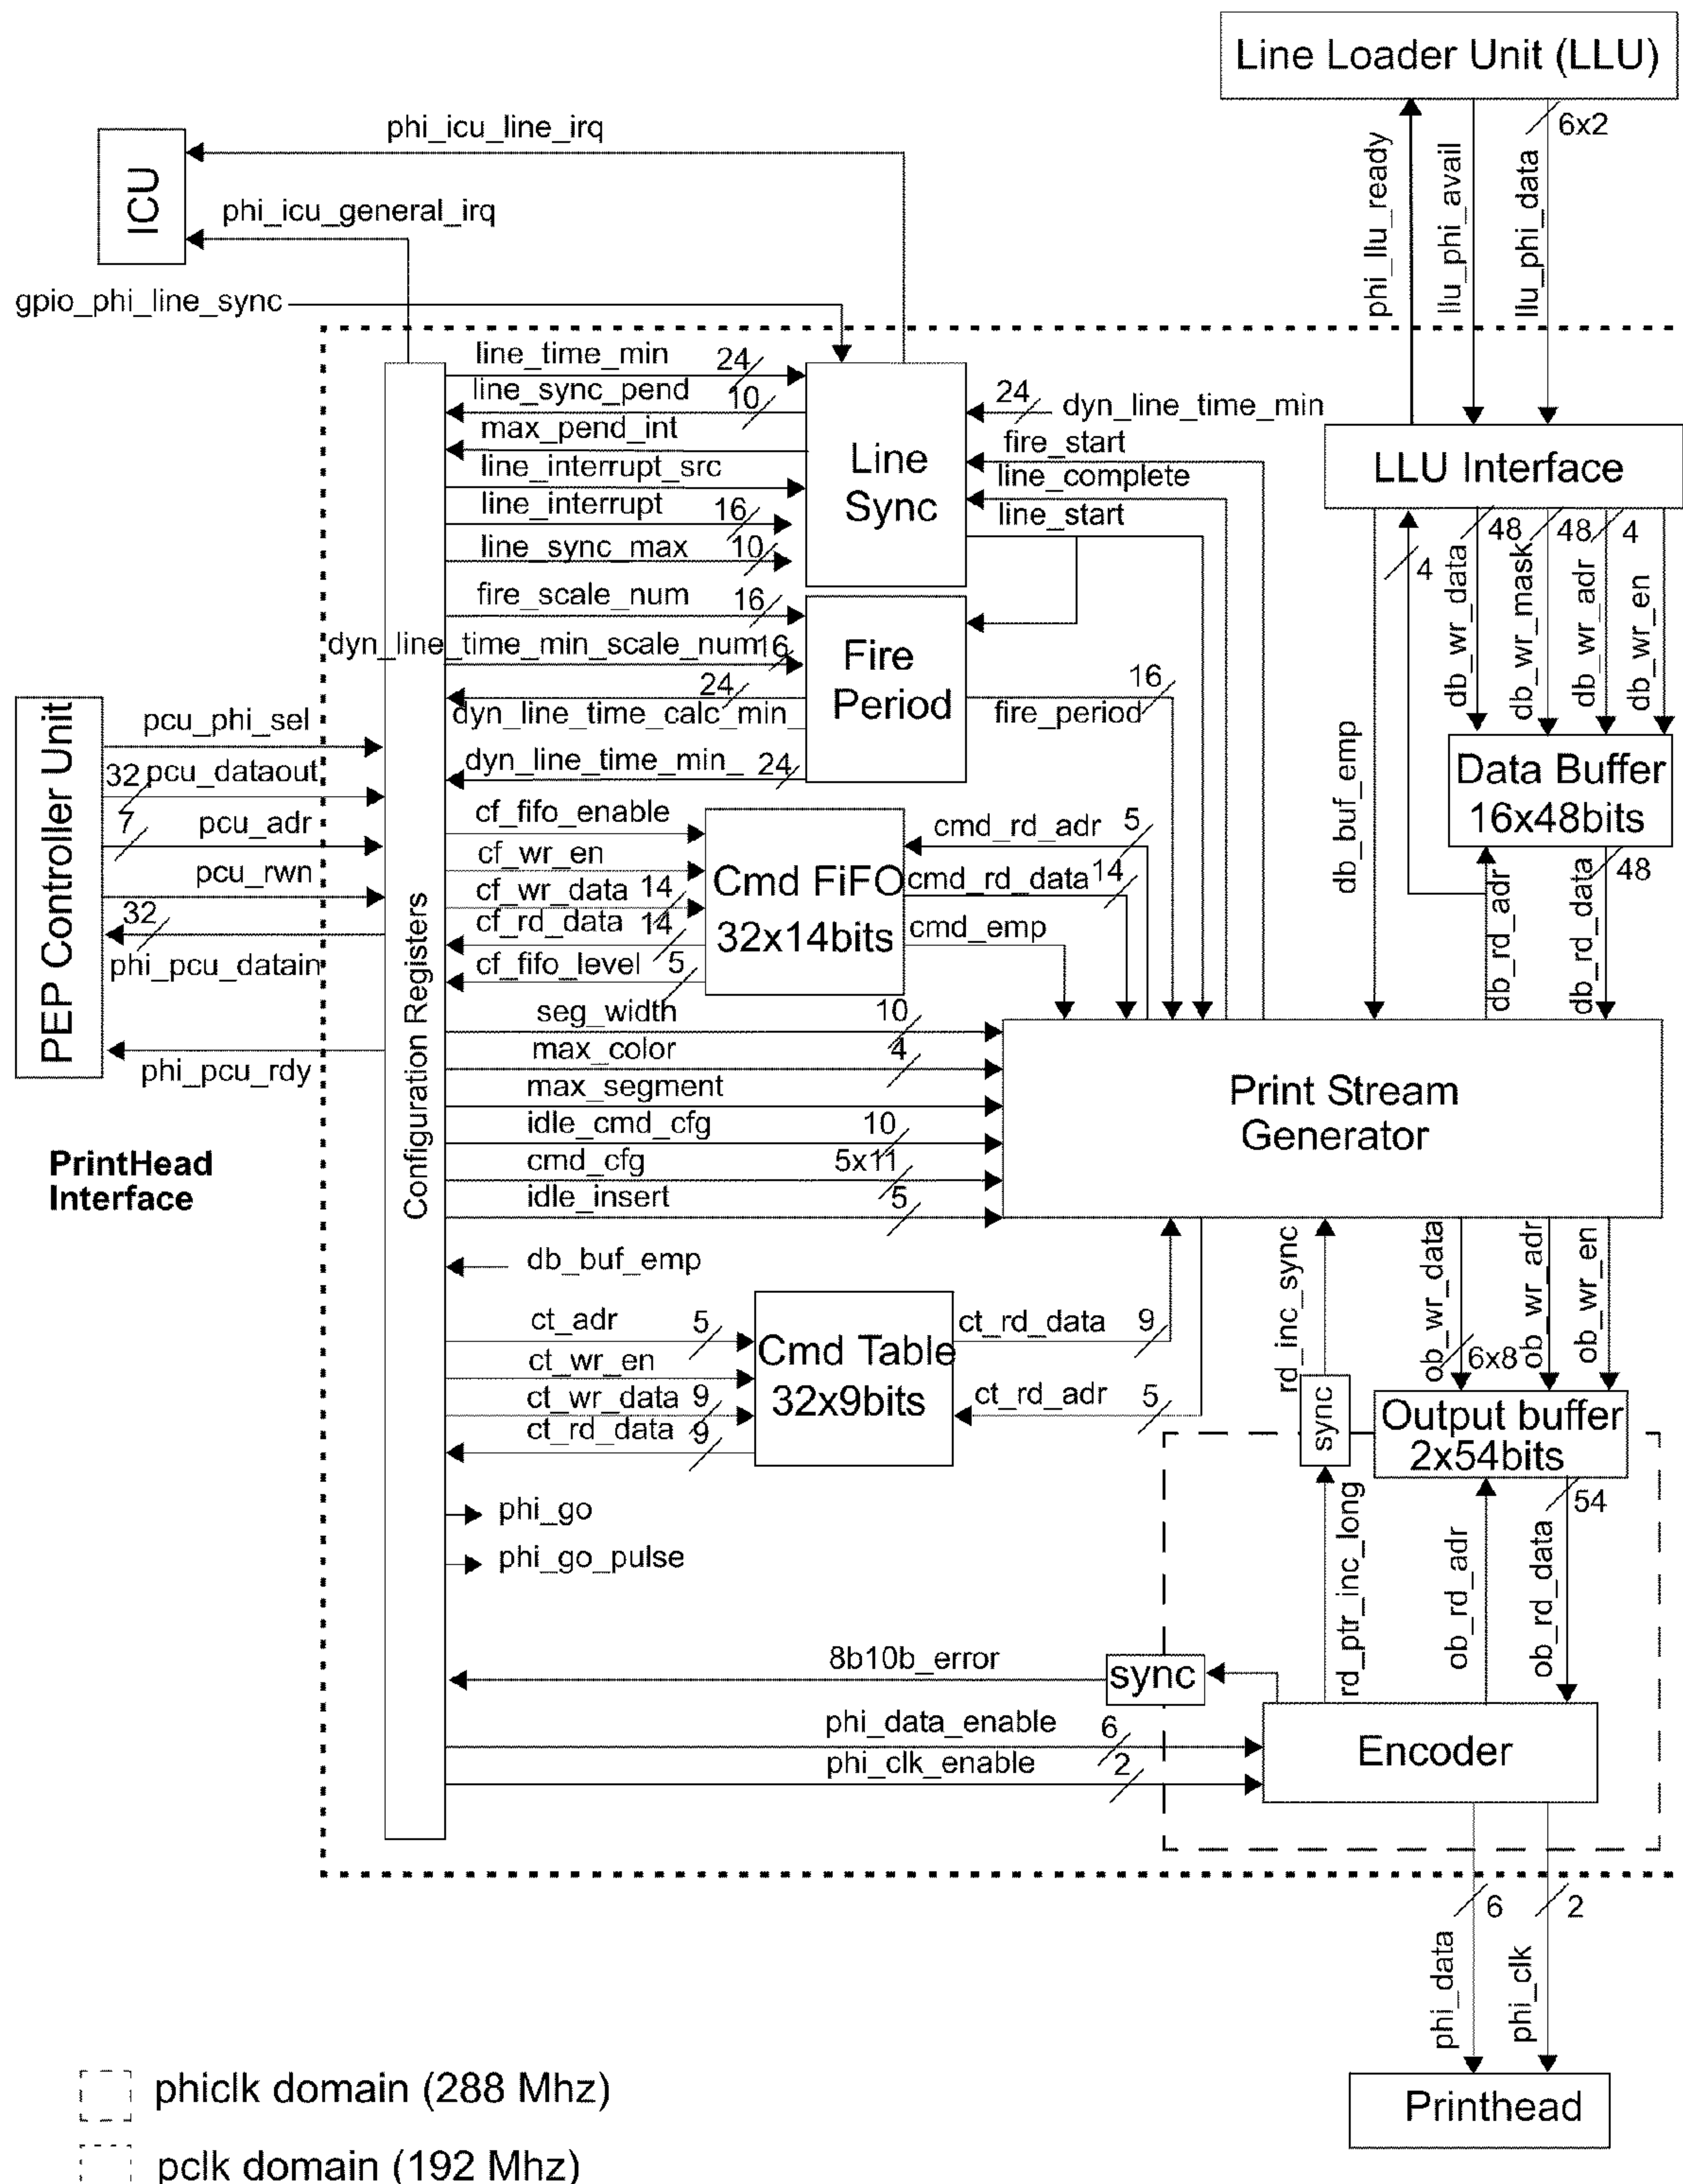 Line Loader Unit (LLU)
6x2
phi_llu_ready
llu_phi_avail
llu_phi_data
ICU
phi_icu_line_irq
phi_icu_general_irq
gpio_phi_line_sync
line_time_min
24
line_sync_pend
10
max_pend_int
line_interrupt_src
line_interrupt
16
line_sync_max
10
Line
Sync
24
dyn_line_time_min
fire_start
line_complete
line_start
LLU Interface
4
48
48
4
db_wr_data
db_wr_mask
db_wr_adr
db_wr_en
fire_scale_num
16
dyn_line_time_min_scale_num
16
24
dyn_line_time_calc_min_
dyn_line_time_min_
24
Fire
Period
16
fire_period
db_buf_emp
Data Buffer
16x48bits
48
db_rd_adr
db_rd_data
PEP Controller Unit
pcu_phi_sel
32
pcu_dataout
7
pcu_adr
pcu_rwn
32
phi_pcu_datain
phi_pcu_rdy
PrintHead
Interface
Configuration Registers
cf_fifo_enable
cf_wr_en
cf_wr_data
14
cf_rd_data
14
cf_fifo_level
5
Cmd FiFO
32x14bits
cmd_rd_adr
5
cmd_rd_data
14
cmd_emp
seg_width
10
max_color
4
max_segment
idle_cmd_cfg
10
cmd_cfg
5x11
idle_insert
5
Print Stream
Generator
db_buf_emp
ct_adr
5
ct_wr_en
ct_wr_data
9
ct_rd_data
9
Cmd Table
32x9bits
ct_rd_data
9
ct_rd_adr
5
rd_inc_sync
sync
ob_wr_data
6x8
ob_wr_adr
ob_wr_en
Output buffer
2x54bits
54
phi_go
phi_go_pulse
rd_ptr_inc_long
ob_rd_adr
ob_rd_data
8b10b_error
sync
phi_data_enable
6
phi_clk_enable
2
Encoder
6
2
phi_data
phi_clk
Printhead
phiclk domain (288 Mhz)
pclk domain (192 Mhz)